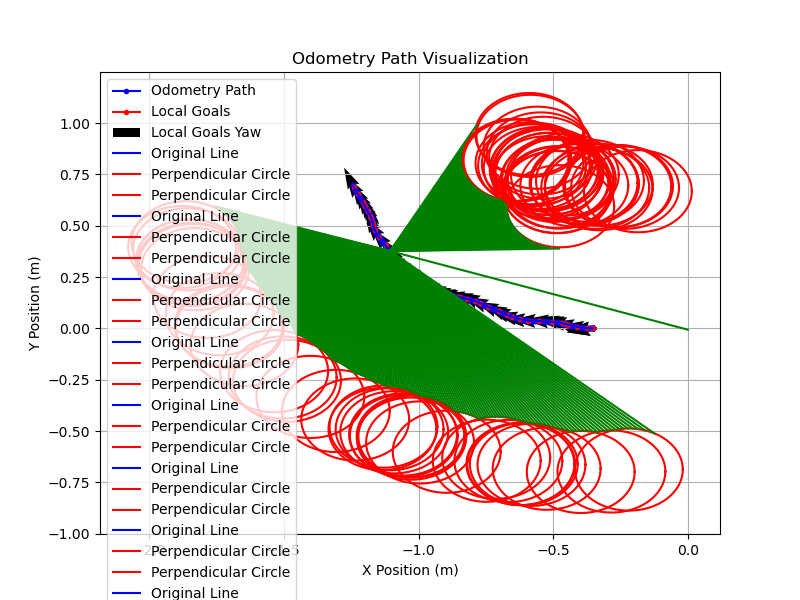 Odometry Path Visualization
Y Position (m)
1.00
0.75
0.50
0.25
0.00
−0.25
−0.50
−0.75
−1.00
Odometry Path
Local Goals
Local Goals Yaw
Original Line
Perpendicular Circle
Perpendicular Circle
Original Line
Perpendicular Circle
Perpendicular Circle
Original Line
Perpendicular Circle
Perpendicular Circle
Original Line
Perpendicular Circle
Perpendicular Circle
Original Line
Perpendicular Circle
Perpendicular Circle
Original Line
Perpendicular Circle
Perpendicular Circle
Original Line
Perpendicular Circle
Perpendicular Circle
Original Line
−1.0
−0.5
0.0
X Position (m)